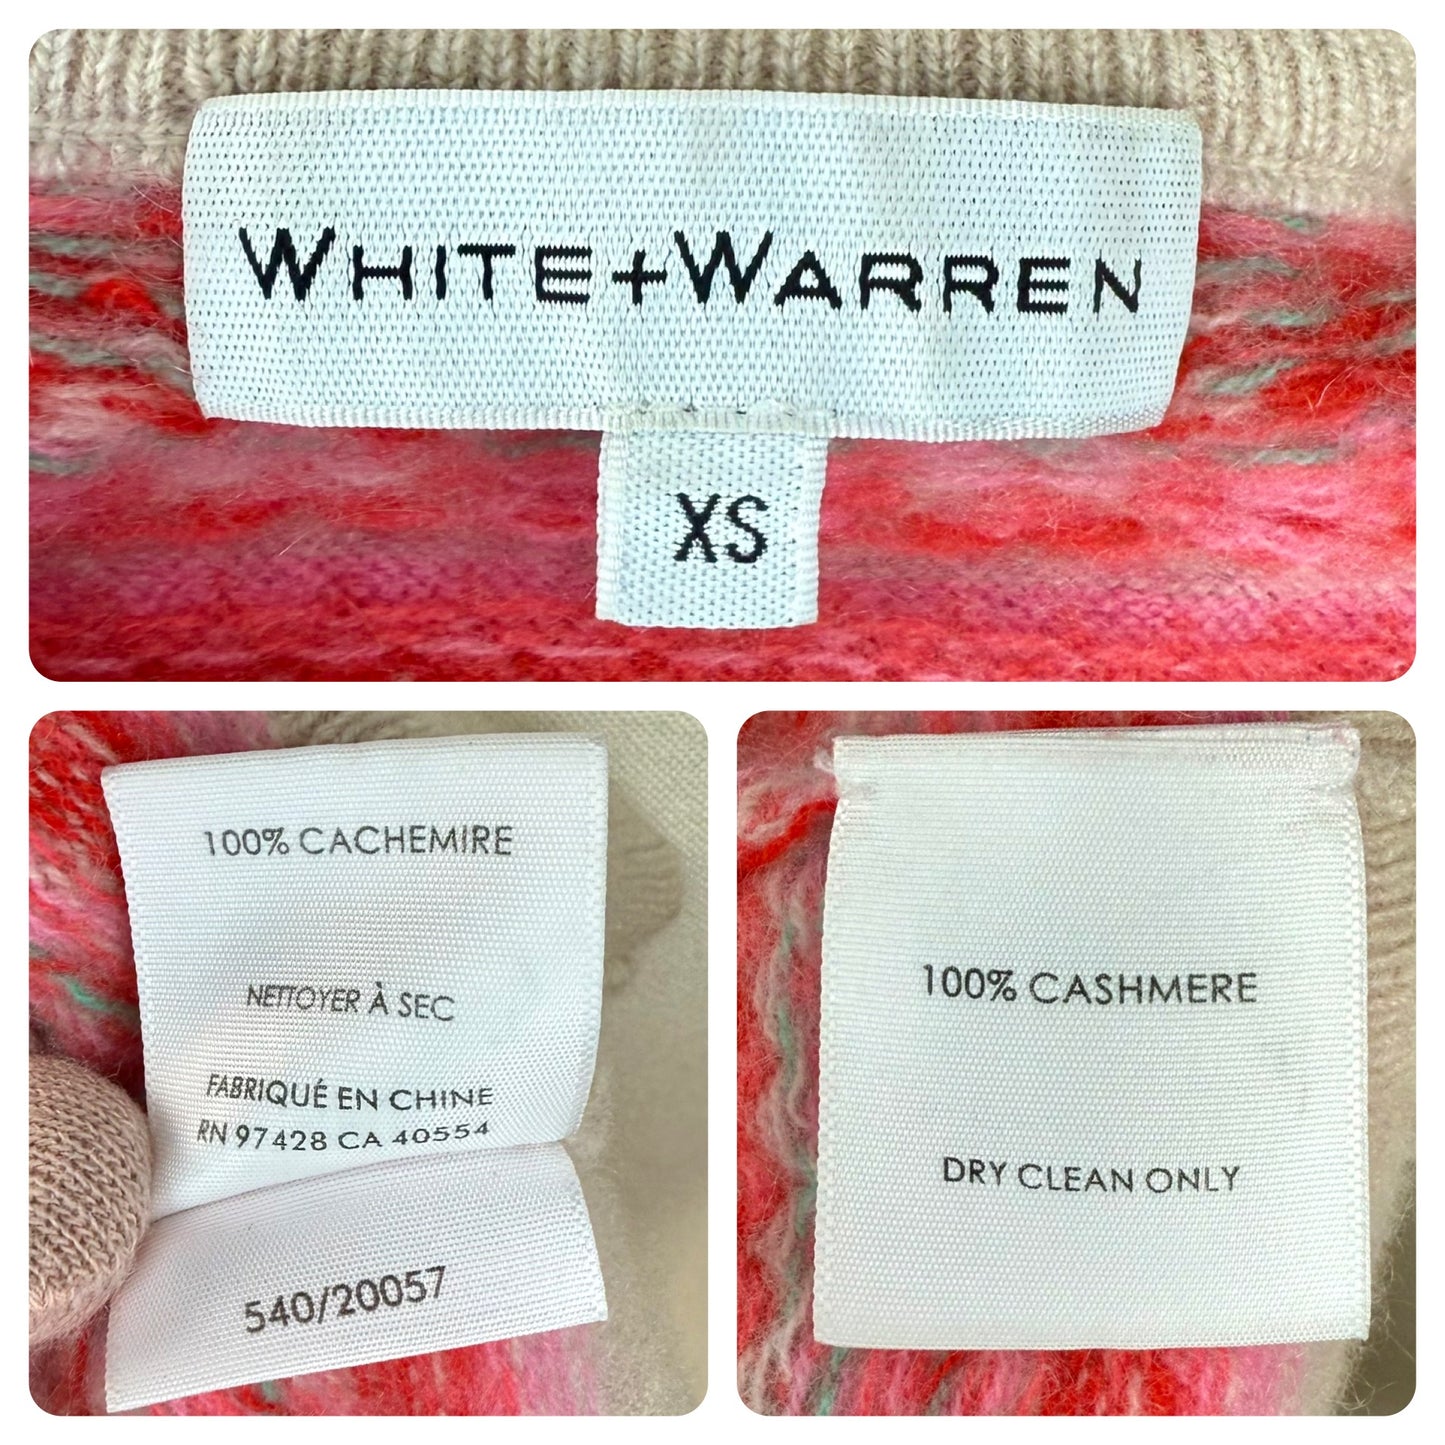 WHITE+WARREN
XS
100% CACHEMIRE
NETTOYER À SEC
FABRIQUÉ EN CHINE
RN 97428 CA 40554
540/20057
100% CASHMERE
DRY CLEAN ONLY